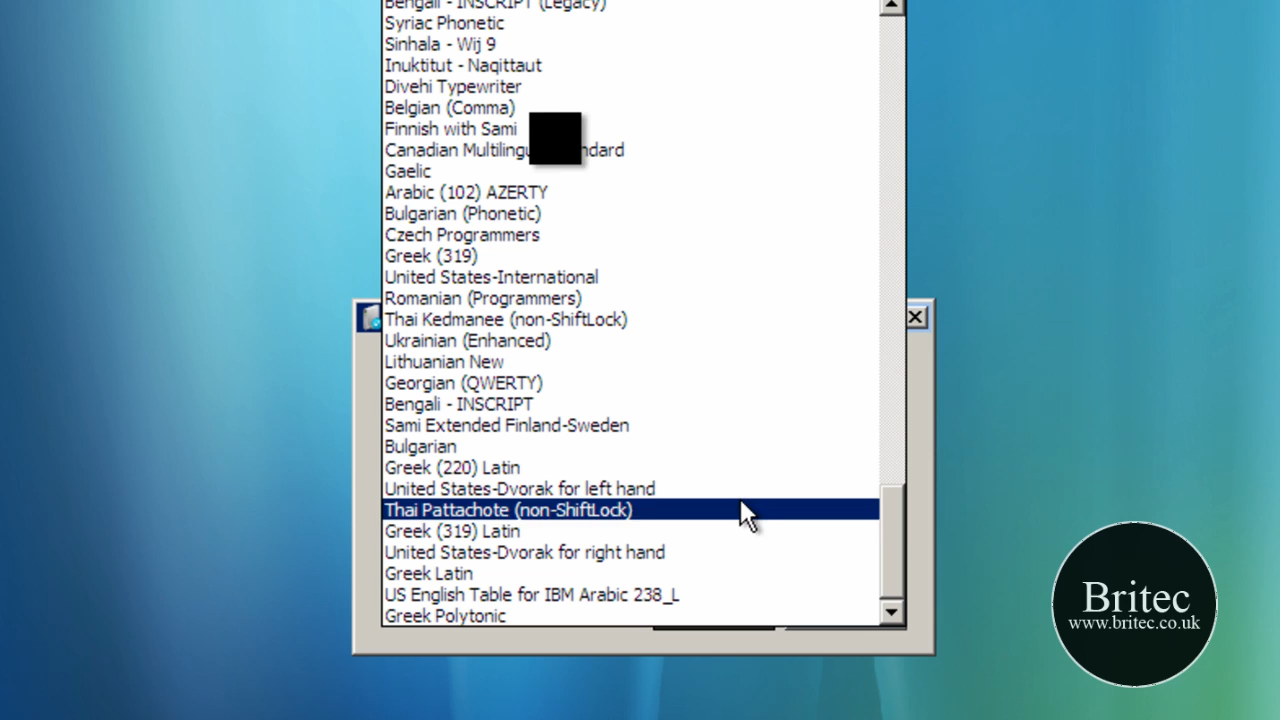 Bengali - INSCRIPT (Legacy)
Syriac Phonetic
Sinhala - Wij 9
Inuktitut - Naqittaut
Divehi Typewriter
Belgian (Comma)
Finnish with Sami
Canadian Multilingu ndard
Gaelic
Arabic (102) AZERTY
Bulgarian (Phonetic)
Czech Programmers
Greek (319)
United States-International
Romanian (Programmers)
Thai Kedmanee (non-ShiftLock)
Ukrainian (Enhanced)
Lithuanian New
Georgian (QWERTY)
Bengali - INSCRIPT
Sami Extended Finland-Sweden
Bulgarian
Greek (220) Latin
United States-Dvorak for left hand
Thai Pattachote (non-ShiftLock)
Greek (319) Latin
United States-Dvorak for right hand
Greek Latin
US English Table for IBM Arabic 238_L
Greek Polytonic
Britec
www.britec.co.uk